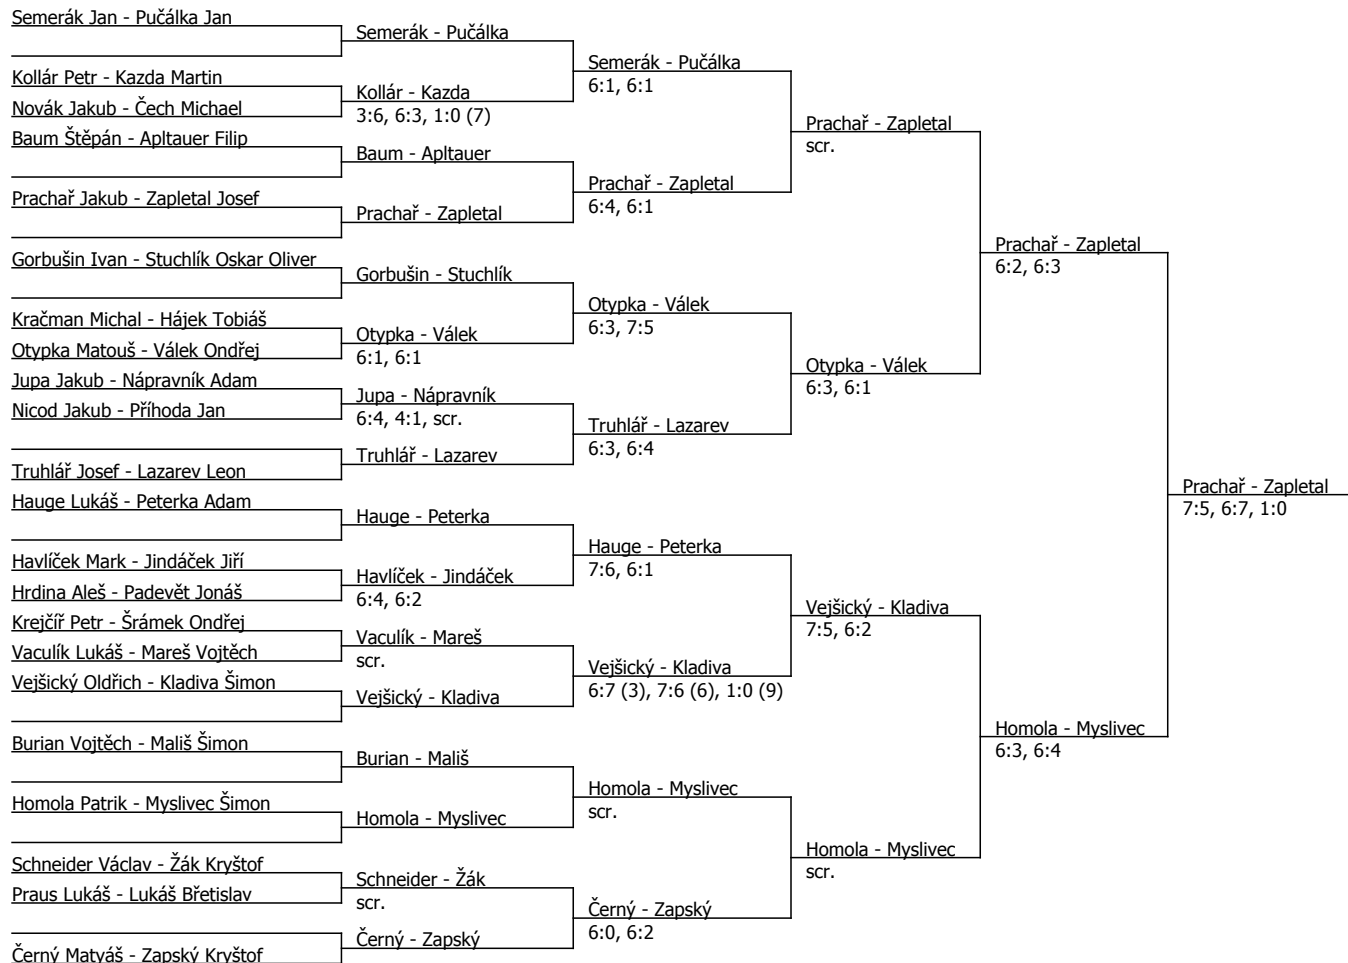 Semerák Jan - Pučálka Jan
Kollár Petr - Kazda Martin
Novák Jakub - Čech Michael
Baum Štěpán - Apltauer Filip
Prachař Jakub - Zapletal Josef
Gorbušin Ivan - Stuchlík Oskar Oliver
Kračman Michal - Hájek Tobiáš
Otypka Matouš - Válek Ondřej
Jupa Jakub - Nápravník Adam
Nicod Jakub - Příhoda Jan
Truhlář Josef - Lazarev Leon
Hauge Lukáš - Peterka Adam
Havlíček Mark - Jindáček Jiří
Hrdina Aleš - Padevět Jonáš
Krejčíř Petr - Šrámek Ondřej
Vaculík Lukáš - Mareš Vojtěch
Vejšický Oldřich - Kladiva Šimon
Burian Vojtěch - Mališ Šimon
Homola Patrik - Myslivec Šimon
Schneider Václav - Žák Kryštof
Praus Lukáš - Lukáš Břetislav
Černý Matyáš - Zapský Kryštof
Semerák - Pučálka
Kollár - Kazda
3:6, 6:3, 1:0 (7)
Baum - Apltauer
Prachař - Zapletal
Gorbušin - Stuchlík
Otypka - Válek
6:1, 6:1
Jupa - Nápravník
6:4, 4:1, scr.
Truhlář - Lazarev
Hauge - Peterka
Havlíček - Jindáček
6:4, 6:2
Vaculík - Mareš
scr.
Vejšický - Kladiva
Burian - Mališ
Homola - Myslivec
Schneider - Žák
scr.
Černý - Zapský
Semerák - Pučálka
6:1, 6:1
Prachař - Zapletal
6:4, 6:1
Otypka - Válek
6:3, 7:5
Truhlář - Lazarev
6:3, 6:4
Hauge - Peterka
7:6, 6:1
Vejšický - Kladiva
6:7 (3), 7:6 (6), 1:0 (9)
Homola - Myslivec
scr.
Černý - Zapský
6:0, 6:2
Prachař - Zapletal
scr.
Otypka - Válek
6:3, 6:1
Vejšický - Kladiva
7:5, 6:2
Homola - Myslivec
scr.
Prachař - Zapletal
6:2, 6:3
Homola - Myslivec
6:3, 6:4
Prachař - Zapletal
7:5, 6:7, 1:0